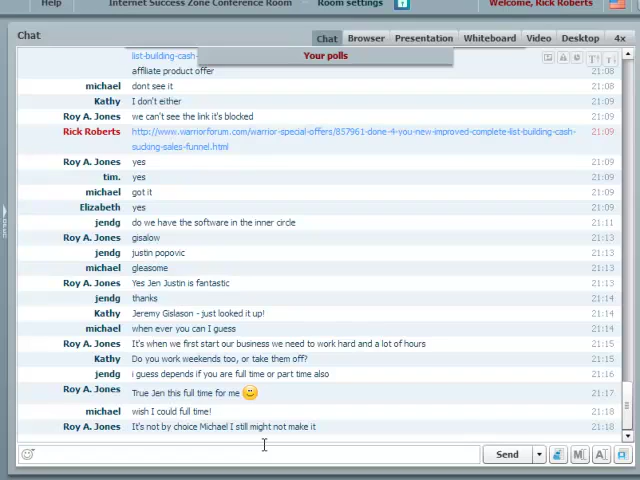 Help Internet Success Zone Conference Room Room settings Welcome, Rick Roberts
Chat
Chat Browser Presentation Whiteboard Video Desktop 4x
Your polls
list-building-cash-
affiliate product offer 21:08
michael dont see it 21:08
Kathy I don't either 21:09
Roy A. Jones we can't see the link it's blocked 21:09
Rick Roberts http://www.warriorforum.com/warrior-special-offers/857961-done-4-you-new-improved-complete-list-building-cash- 21:09
sucking-sales-funnel.html
Roy A. Jones yes 21:09
tim. yes 21:09
michael got it 21:09
Elizabeth yes 21:09
jendg do we have the software in the inner circle 21:11
Roy A. Jones gisalow 21:13
jendg justin popovic 21:13
michael gleasome 21:13
Roy A. Jones Yes Jen Justin is fantastic 21:13
jendg thanks 21:14
Kathy Jeremy Gislason - just looked it up! 21:14
michael when ever you can I guess 21:14
Roy A. Jones It's when we first start our business we need to work hard and a lot of hours 21:15
Kathy Do you work weekends too, or take them off? 21:15
jendg i guess depends if you are full time or part time also 21:16
Roy A. Jones True Jen this full time for me 21:17
michael wish I could full time! 21:18
Roy A. Jones It's not by choice Michael I still might not make it 21:18
Send